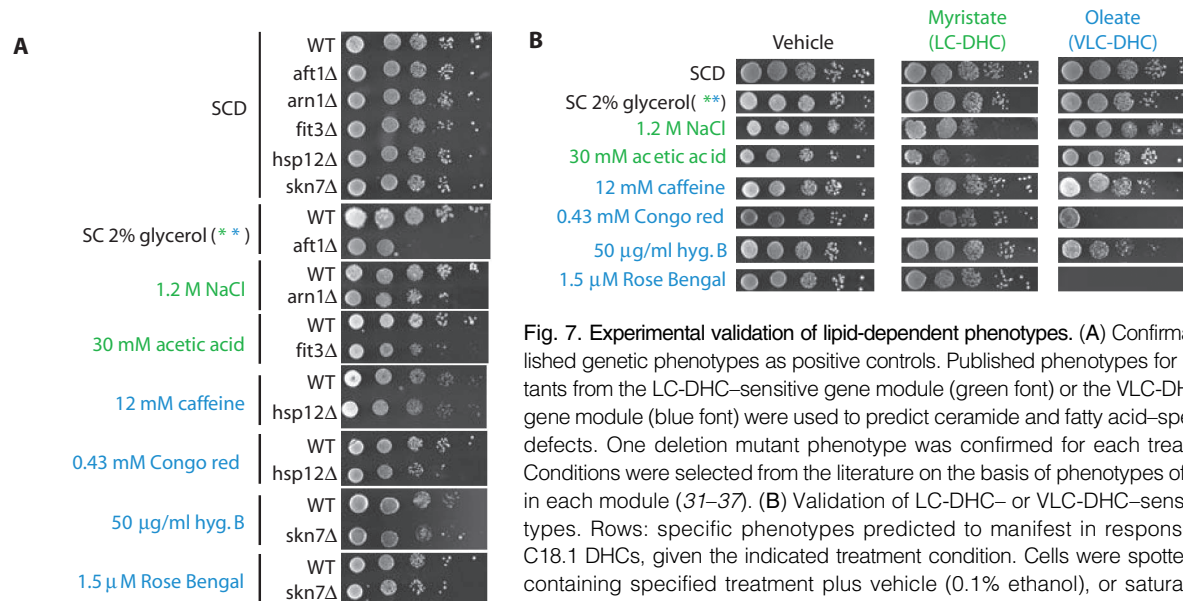 A
SCD
WT
aft1Δ
arn1Δ
fit3Δ
hsp12Δ
skn7Δ
SC 2% glycerol (* *)
WT
aft1Δ
1.2 M NaCl
WT
arn1Δ
30 mM acetic acid
WT
fit3Δ
12 mM caffeine
WT
hsp12Δ
0.43 mM Congo red
WT
hsp12Δ
50 μg/ml hyg. B
WT
skn7Δ
1.5 μM Rose Bengal
WT
skn7Δ
B
Vehicle
Myristate
(LC-DHC)
Oleate
(VLC-DHC)
SCD
SC 2% glycerol( **)
1.2 M NaCl
30 mM acetic acid
12 mM caffeine
0.43 mM Congo red
50 μg/ml hyg. B
1.5 μM Rose Bengal
Fig. 7. Experimental validation of lipid-dependent phenotypes. (A) Confirma
lished genetic phenotypes as positive controls. Published phenotypes for
tants from the LC-DHC–sensitive gene module (green font) or the VLC-DH
gene module (blue font) were used to predict ceramide and fatty acid–spe
defects. One deletion mutant phenotype was confirmed for each trea
Conditions were selected from the literature on the basis of phenotypes of
in each module (31–37). (B) Validation of LC-DHC– or VLC-DHC–sens
types. Rows: specific phenotypes predicted to manifest in respons
C18.1 DHCs, given the indicated treatment condition. Cells were spotte
containing specified treatment plus vehicle (0.1% ethanol), or satura